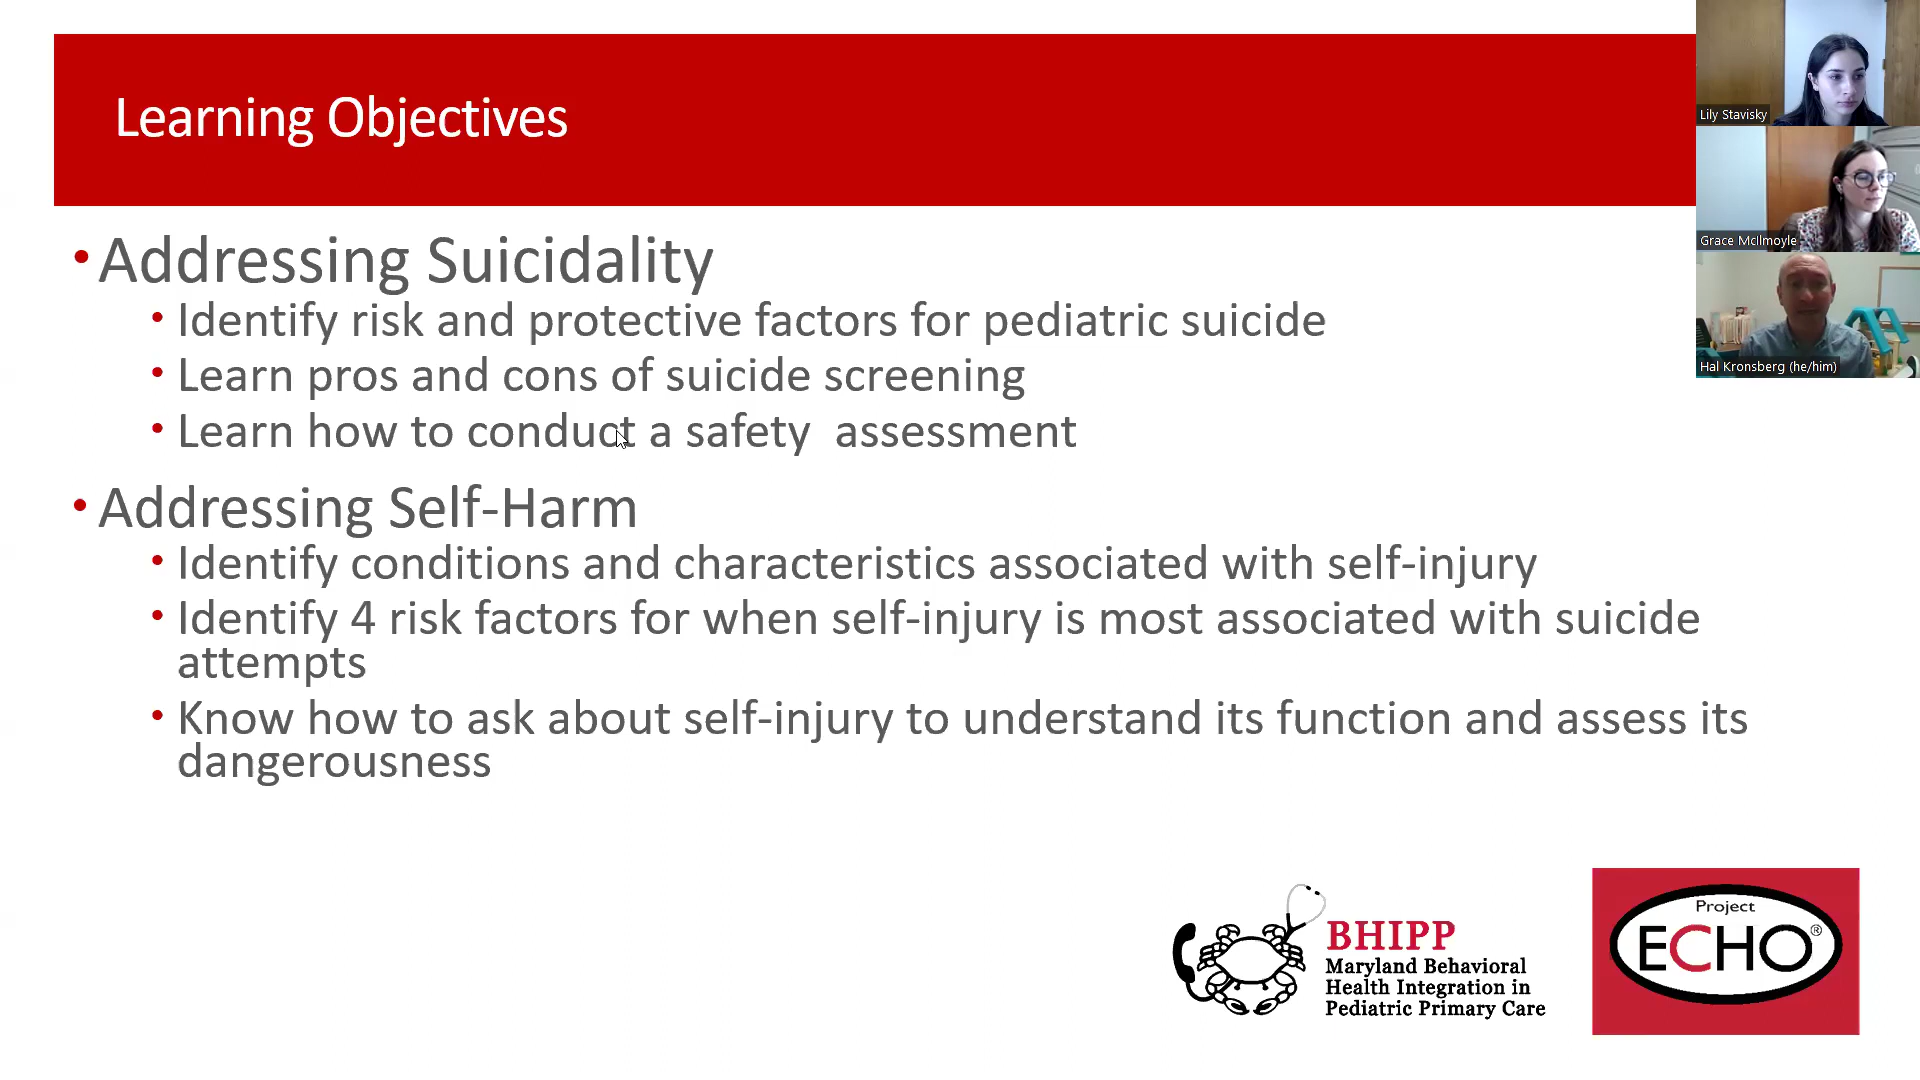 Learning Objectives
• Addressing Suicidality
• Identify risk and protective factors for pediatric suicide
• Learn pros and cons of suicide screening
• Learn how to conduct a safety  assessment
• Addressing Self-Harm
• Identify conditions and characteristics associated with self-injury
• Identify 4 risk factors for when self-injury is most associated with suicide
attempts
• Know how to ask about self-injury to understand its function and assess its
dangerousness
Lily Stavisky
Grace McIlmoyle
Hal Kronsberg (he/him)
BHIPP
Maryland Behavioral
Health Integration in
Pediatric Primary Care
Project
ECHO®